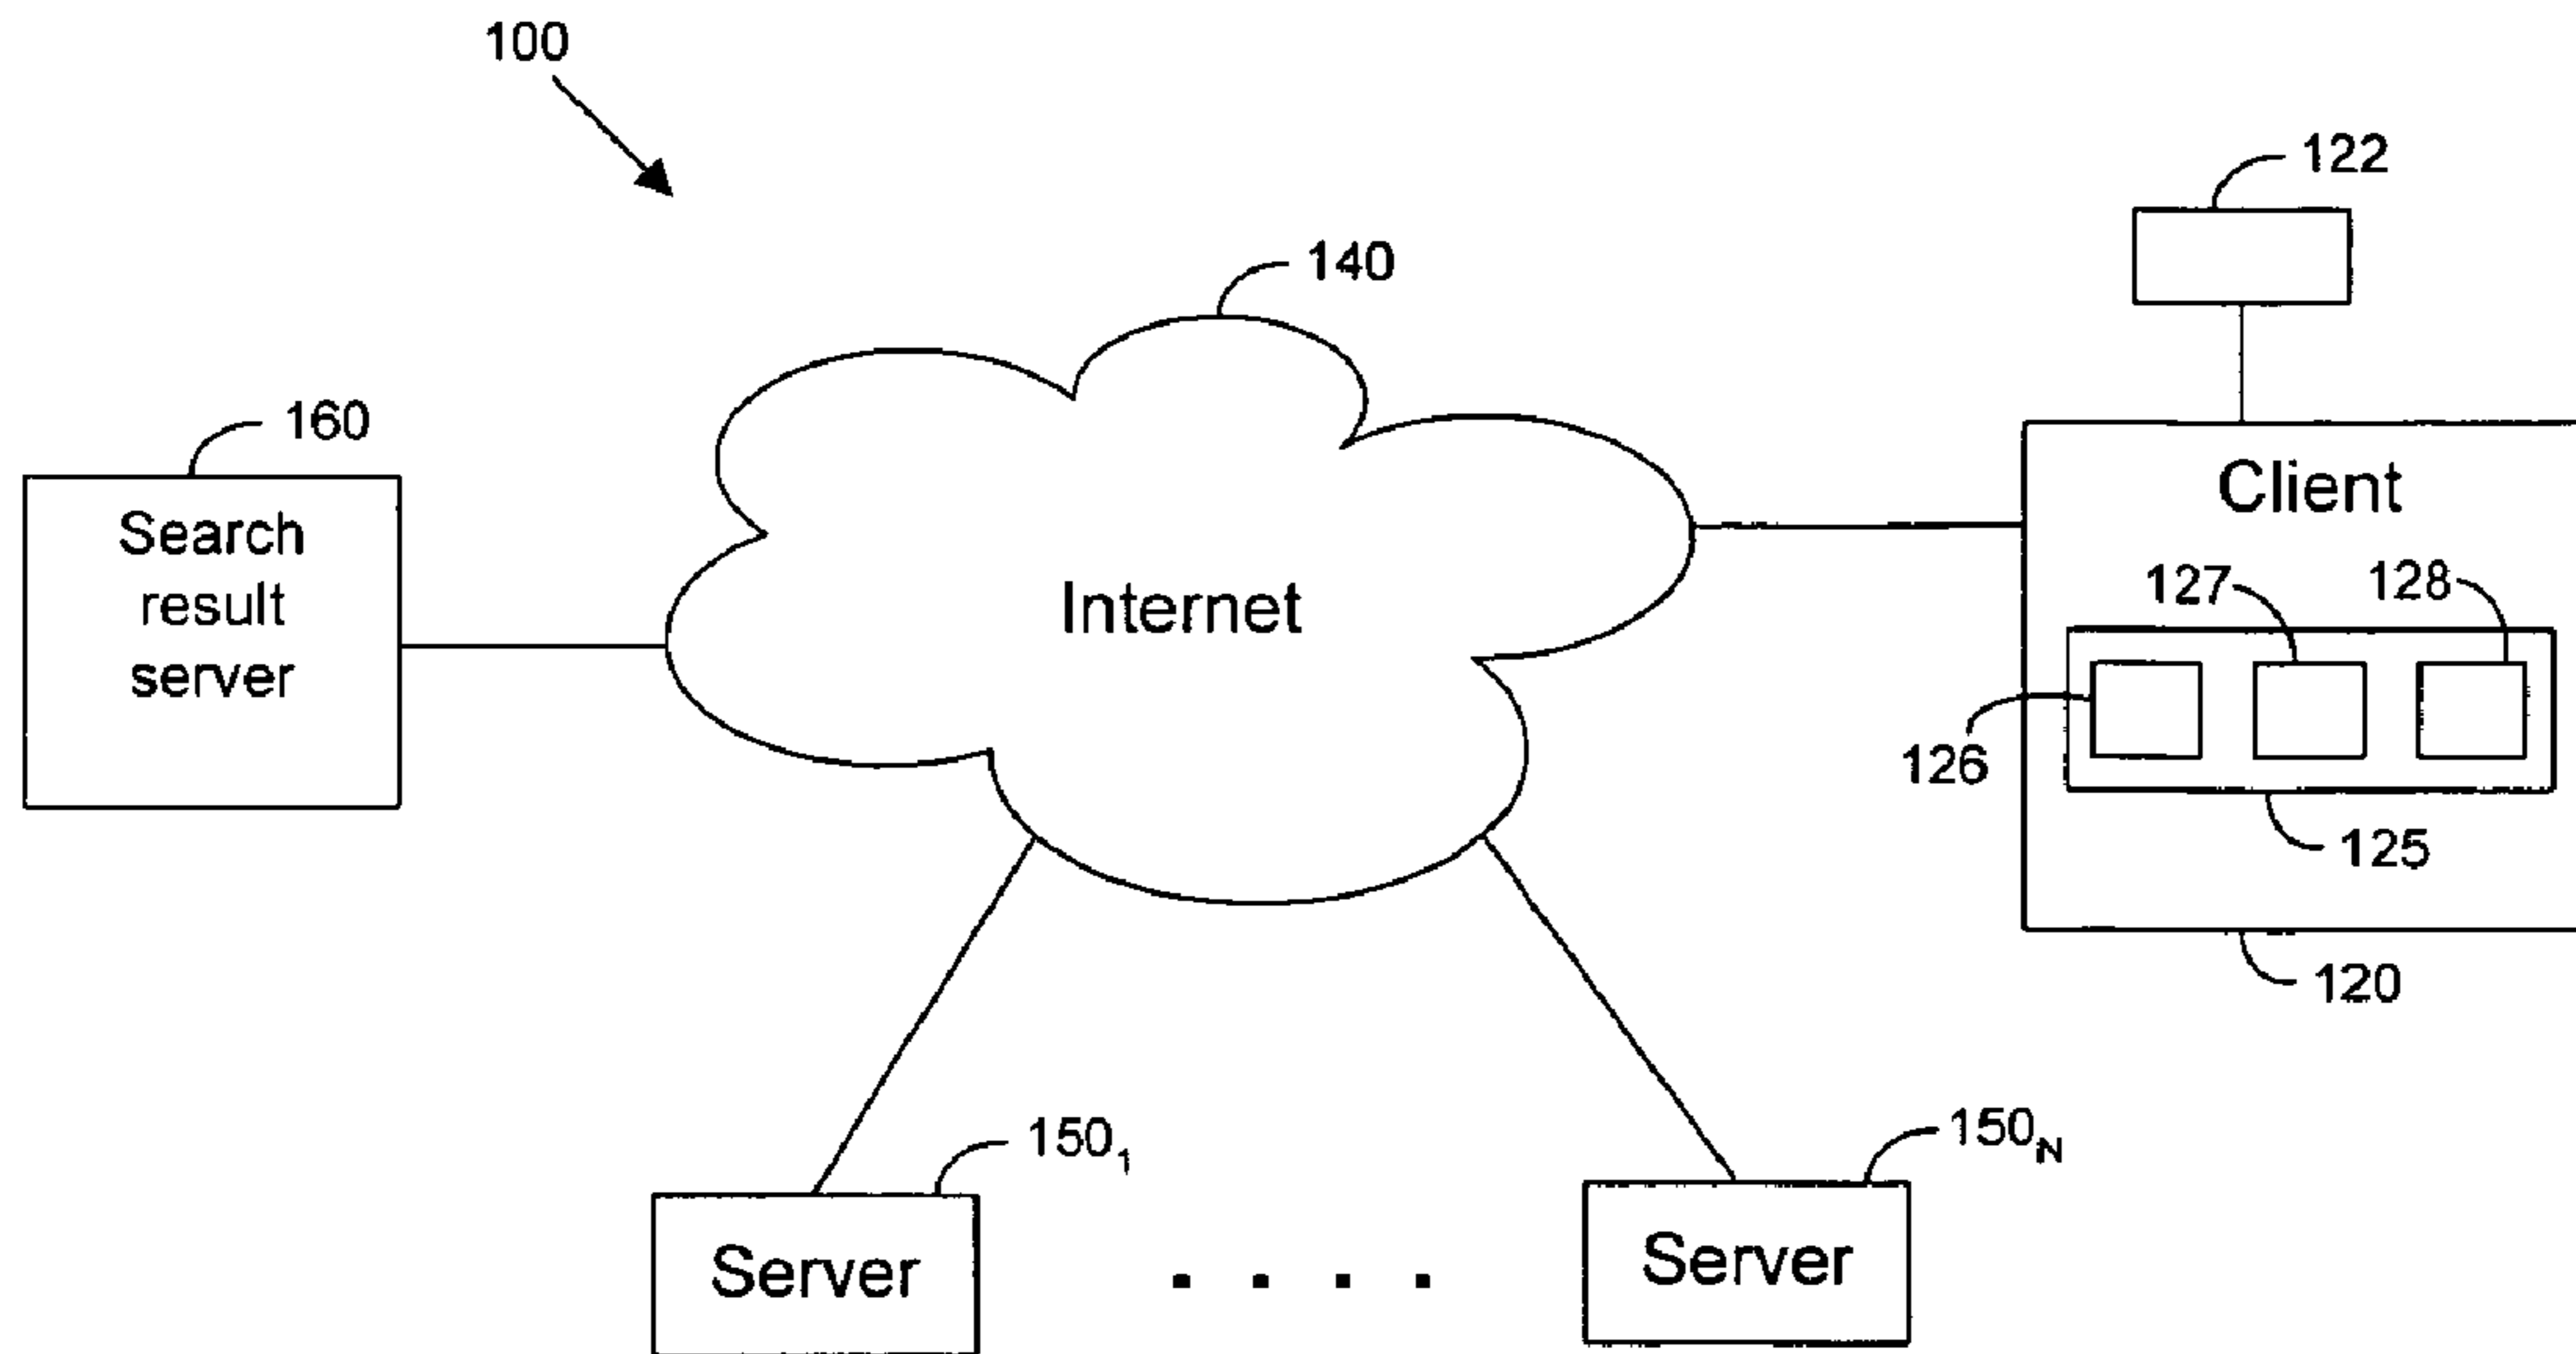 100
122
140
160
Search
result
server
Internet
Client
127
128
126
125
120
150₁
150N
Server
. . . .
Server